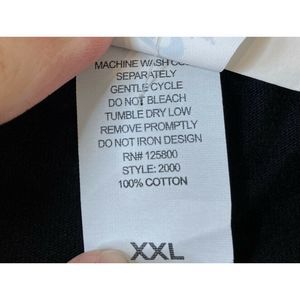 MACHINE WASH
SEPARATELY
GENTLE CYCLE
DO NOT BLEACH
TUMBLE DRY LOW
REMOVE PROMPTLY
DO NOT IRON DESIGN
RN# 125800
STYLE: 2000
100% COTTON
XXL